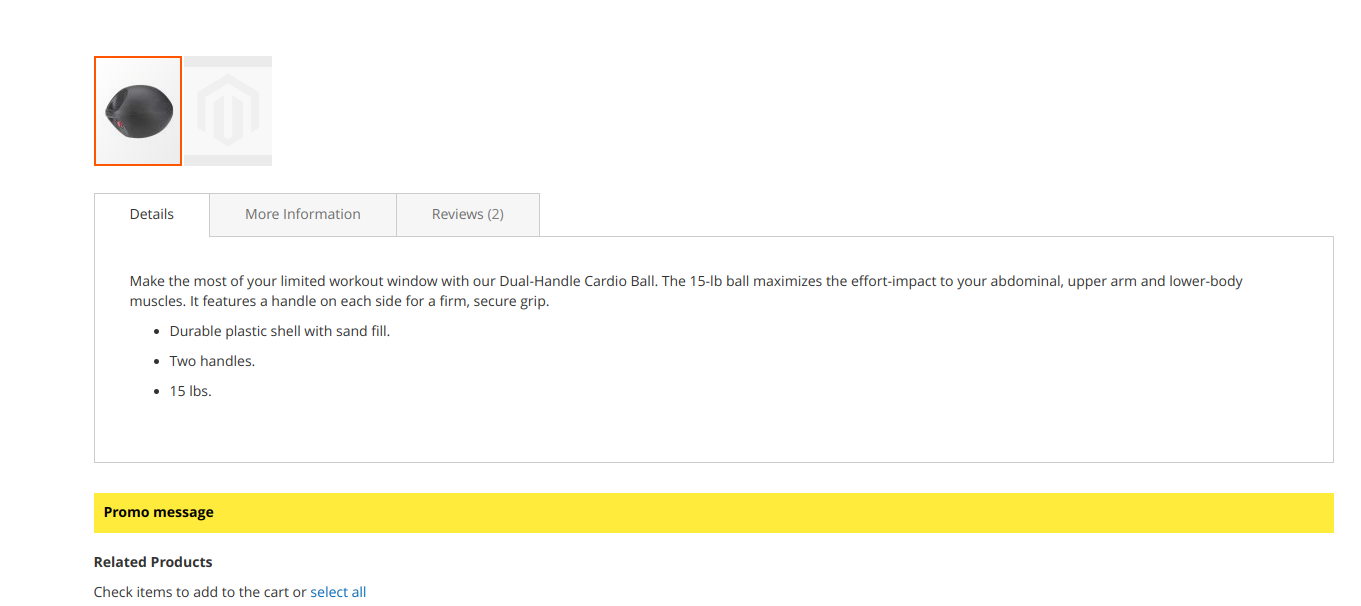 Details
More Information
Reviews (2)
Make the most of your limited workout window with our Dual-Handle Cardio Ball. The 15-lb ball maximizes the effort-impact to your abdominal, upper arm and lower-body
muscles. It features a handle on each side for a firm, secure grip.
• Durable plastic shell with sand fill.
• Two handles.
• 15 lbs.
Promo message
Related Products
Check items to add to the cart or select all